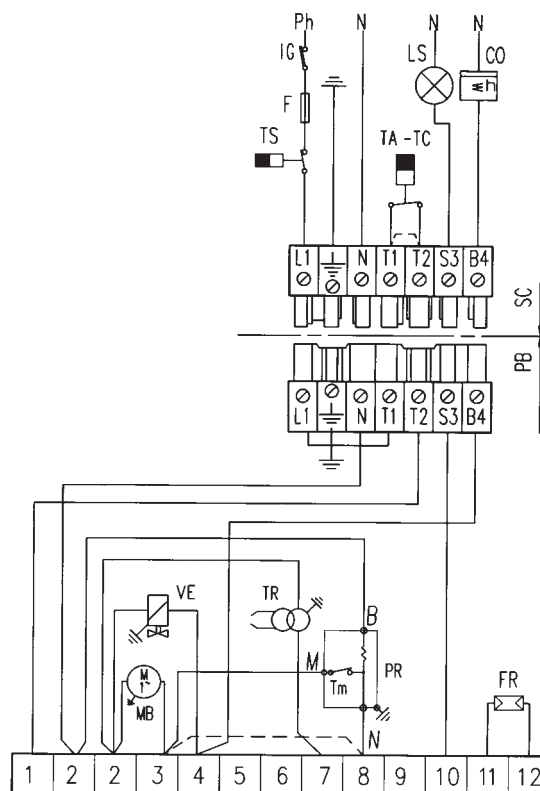 Ph N N N
IG LS CO
F
Wh
TS TA-TC
L1 N T1 T2 S3 B4
SC
PB
L1 N T1 T2 S3 B4
VE TR
B
M PR
Tm
M
1~
MB
FR
N
1 2 2 3 4 5 6 7 8 9 10 11 12